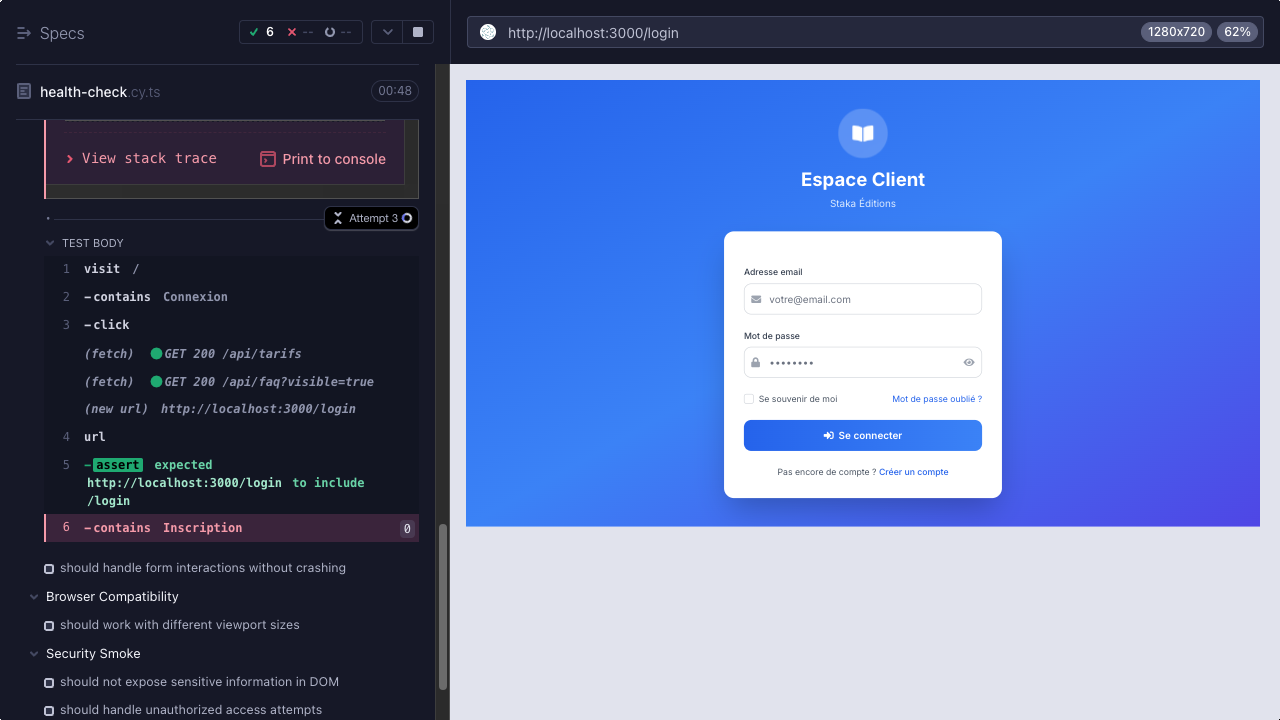 Specs
6
--
--
health-check.cy.ts
00:48
View stack trace
Print to console
Attempt 3
TEST BODY
1 visit /
2 -contains Connexion
3 -click
(fetch) GET 200 /api/tarifs
(fetch) GET 200 /api/faq?visible=true
(new url) http://localhost:3000/login
4 url
5 -assert expected
http://localhost:3000/login to include
/login
6 -contains Inscription 0
should handle form interactions without crashing
Browser Compatibility
should work with different viewport sizes
Security Smoke
should not expose sensitive information in DOM
should handle unauthorized access attempts
http://localhost:3000/login
1280x720
62%
Espace Client
Staka Éditions
Adresse email
votre@email.com
Mot de passe
••••••••
Se souvenir de moi
Mot de passe oublié ?
Se connecter
Pas encore de compte ? Créer un compte